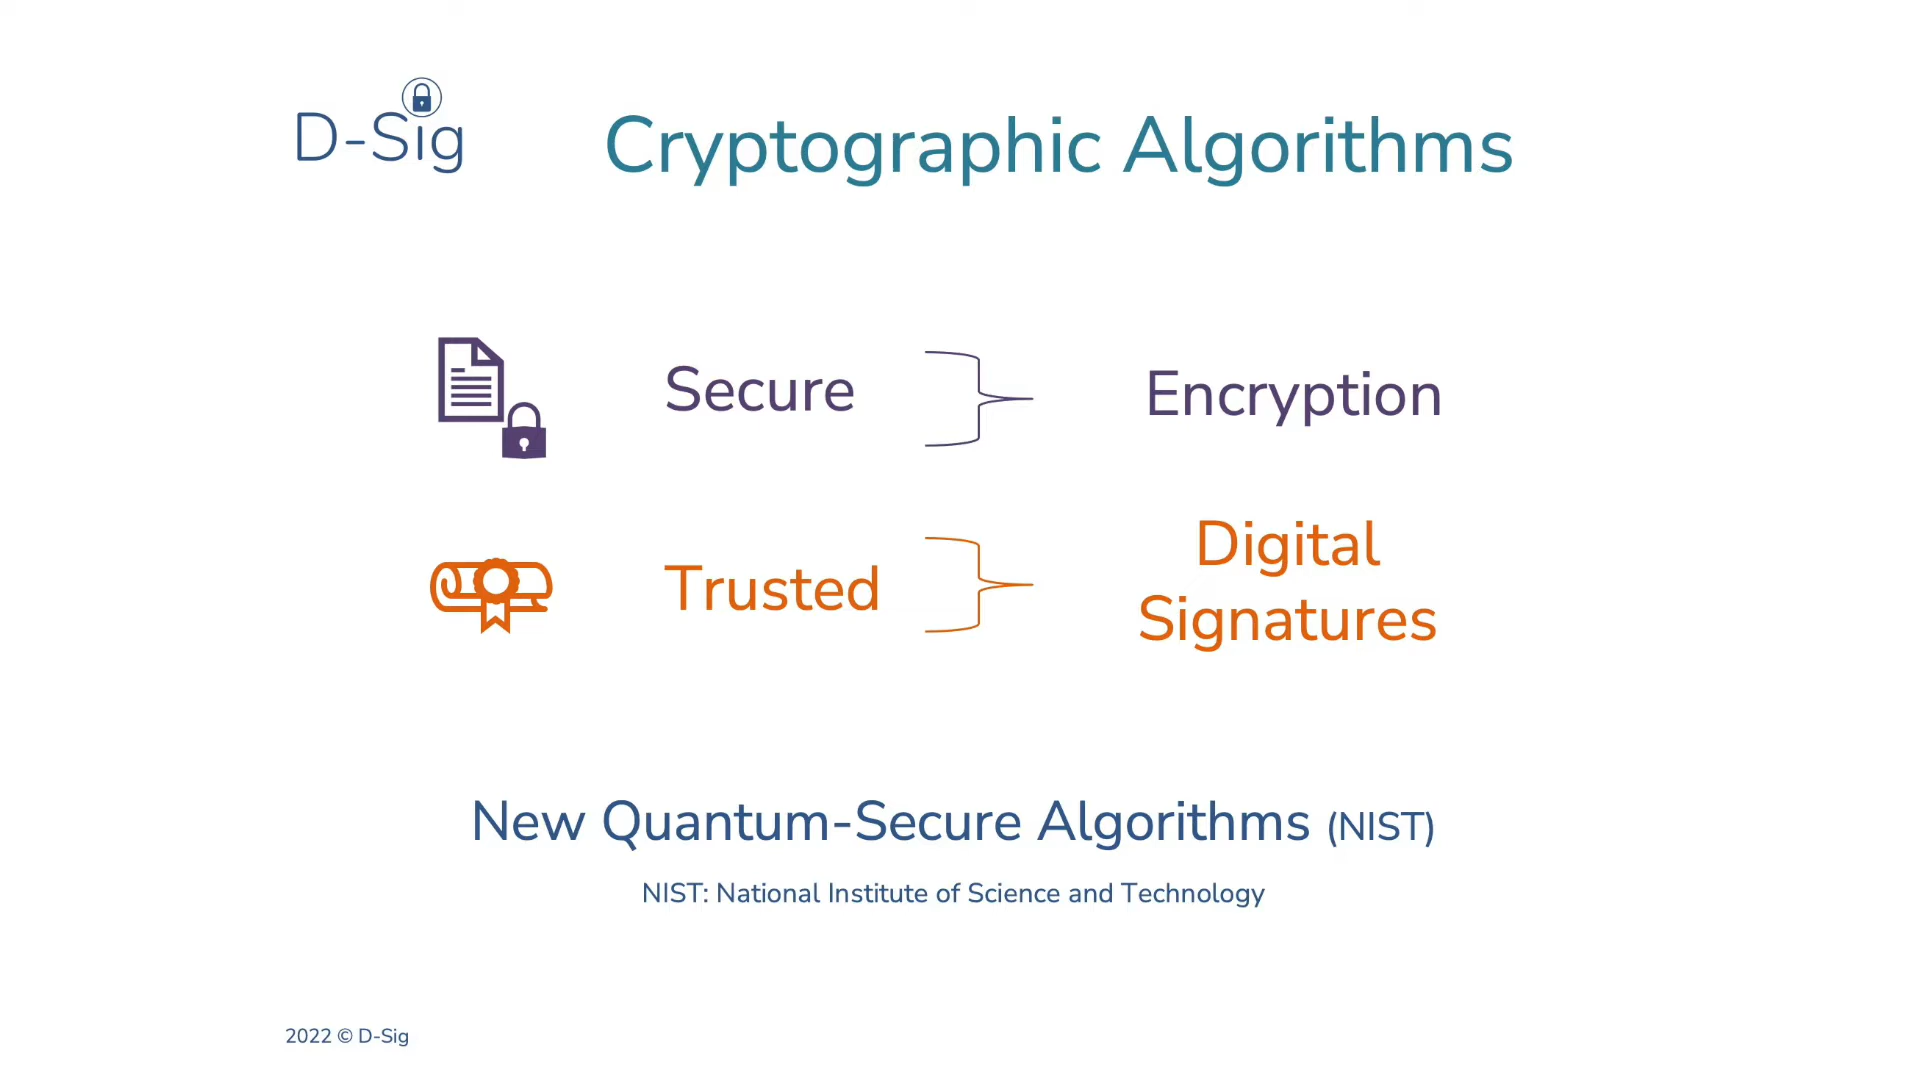 D-Sig
Cryptographic Algorithms
Secure
Encryption
Trusted
Digital
Signatures
New Quantum-Secure Algorithms (NIST)
NIST: National Institute of Science and Technology
2022 © D-Sig